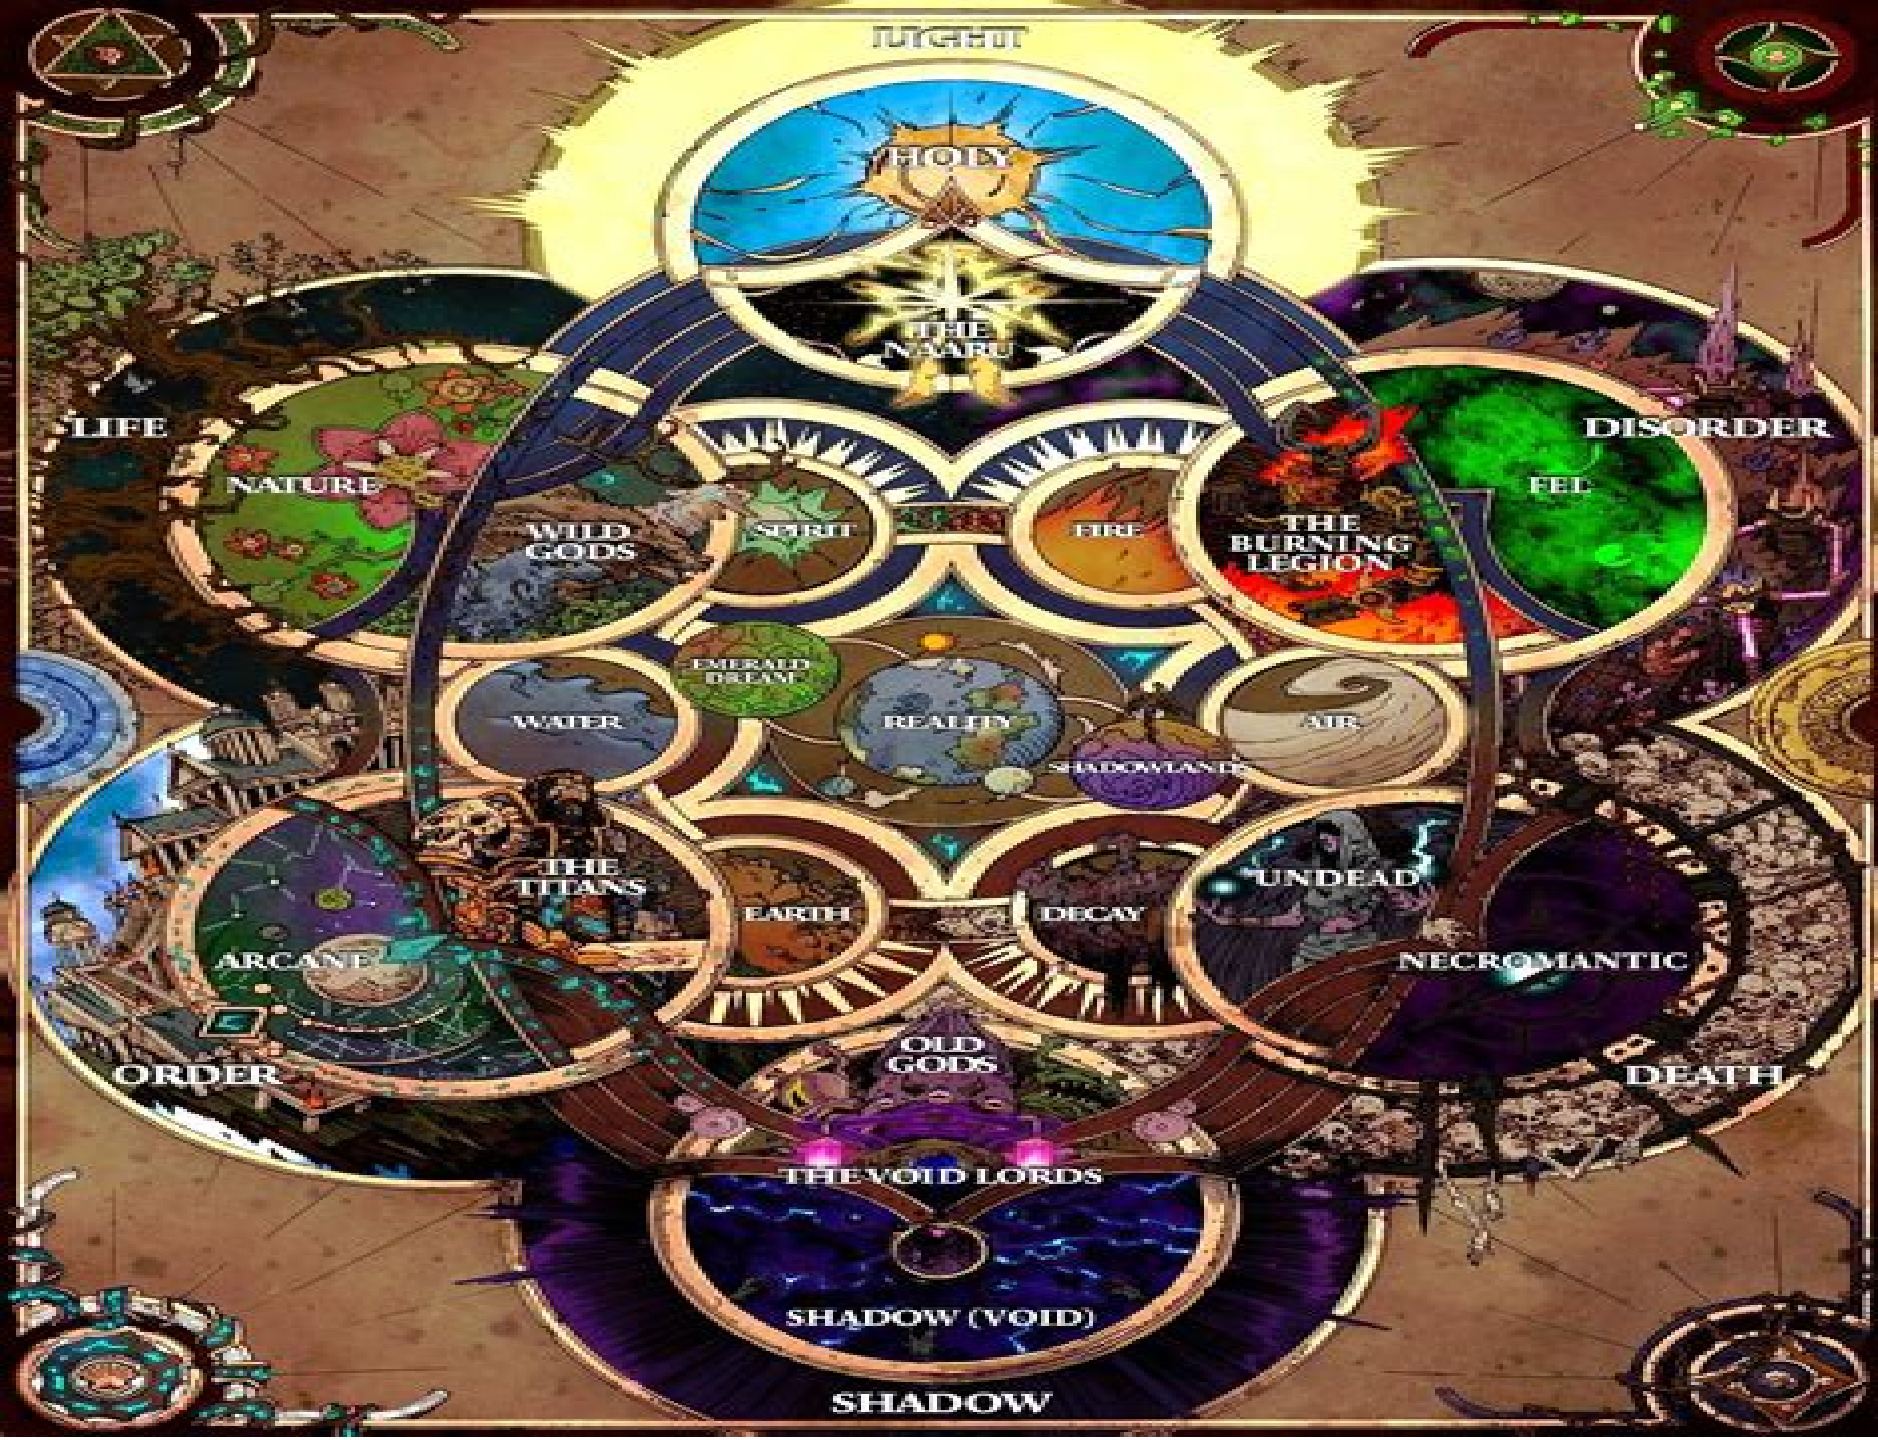 LIGHT
HOLY
THE
NAARU
LIFE
DISORDER
NATURE
FEL
WILD
GODS
SPIRIT
FIRE
THE
BURNING
LEGION
EMERALD
DREAM
WATER
REALITY
AIR
SHADOWLANDS
THE
TITANS
UNDEAD
EARTH
DECAY
ARCANE
NECROMANTIC
OLD
GODS
ORDER
DEATH
THE VOID LORDS
SHADOW (VOID)
SHADOW